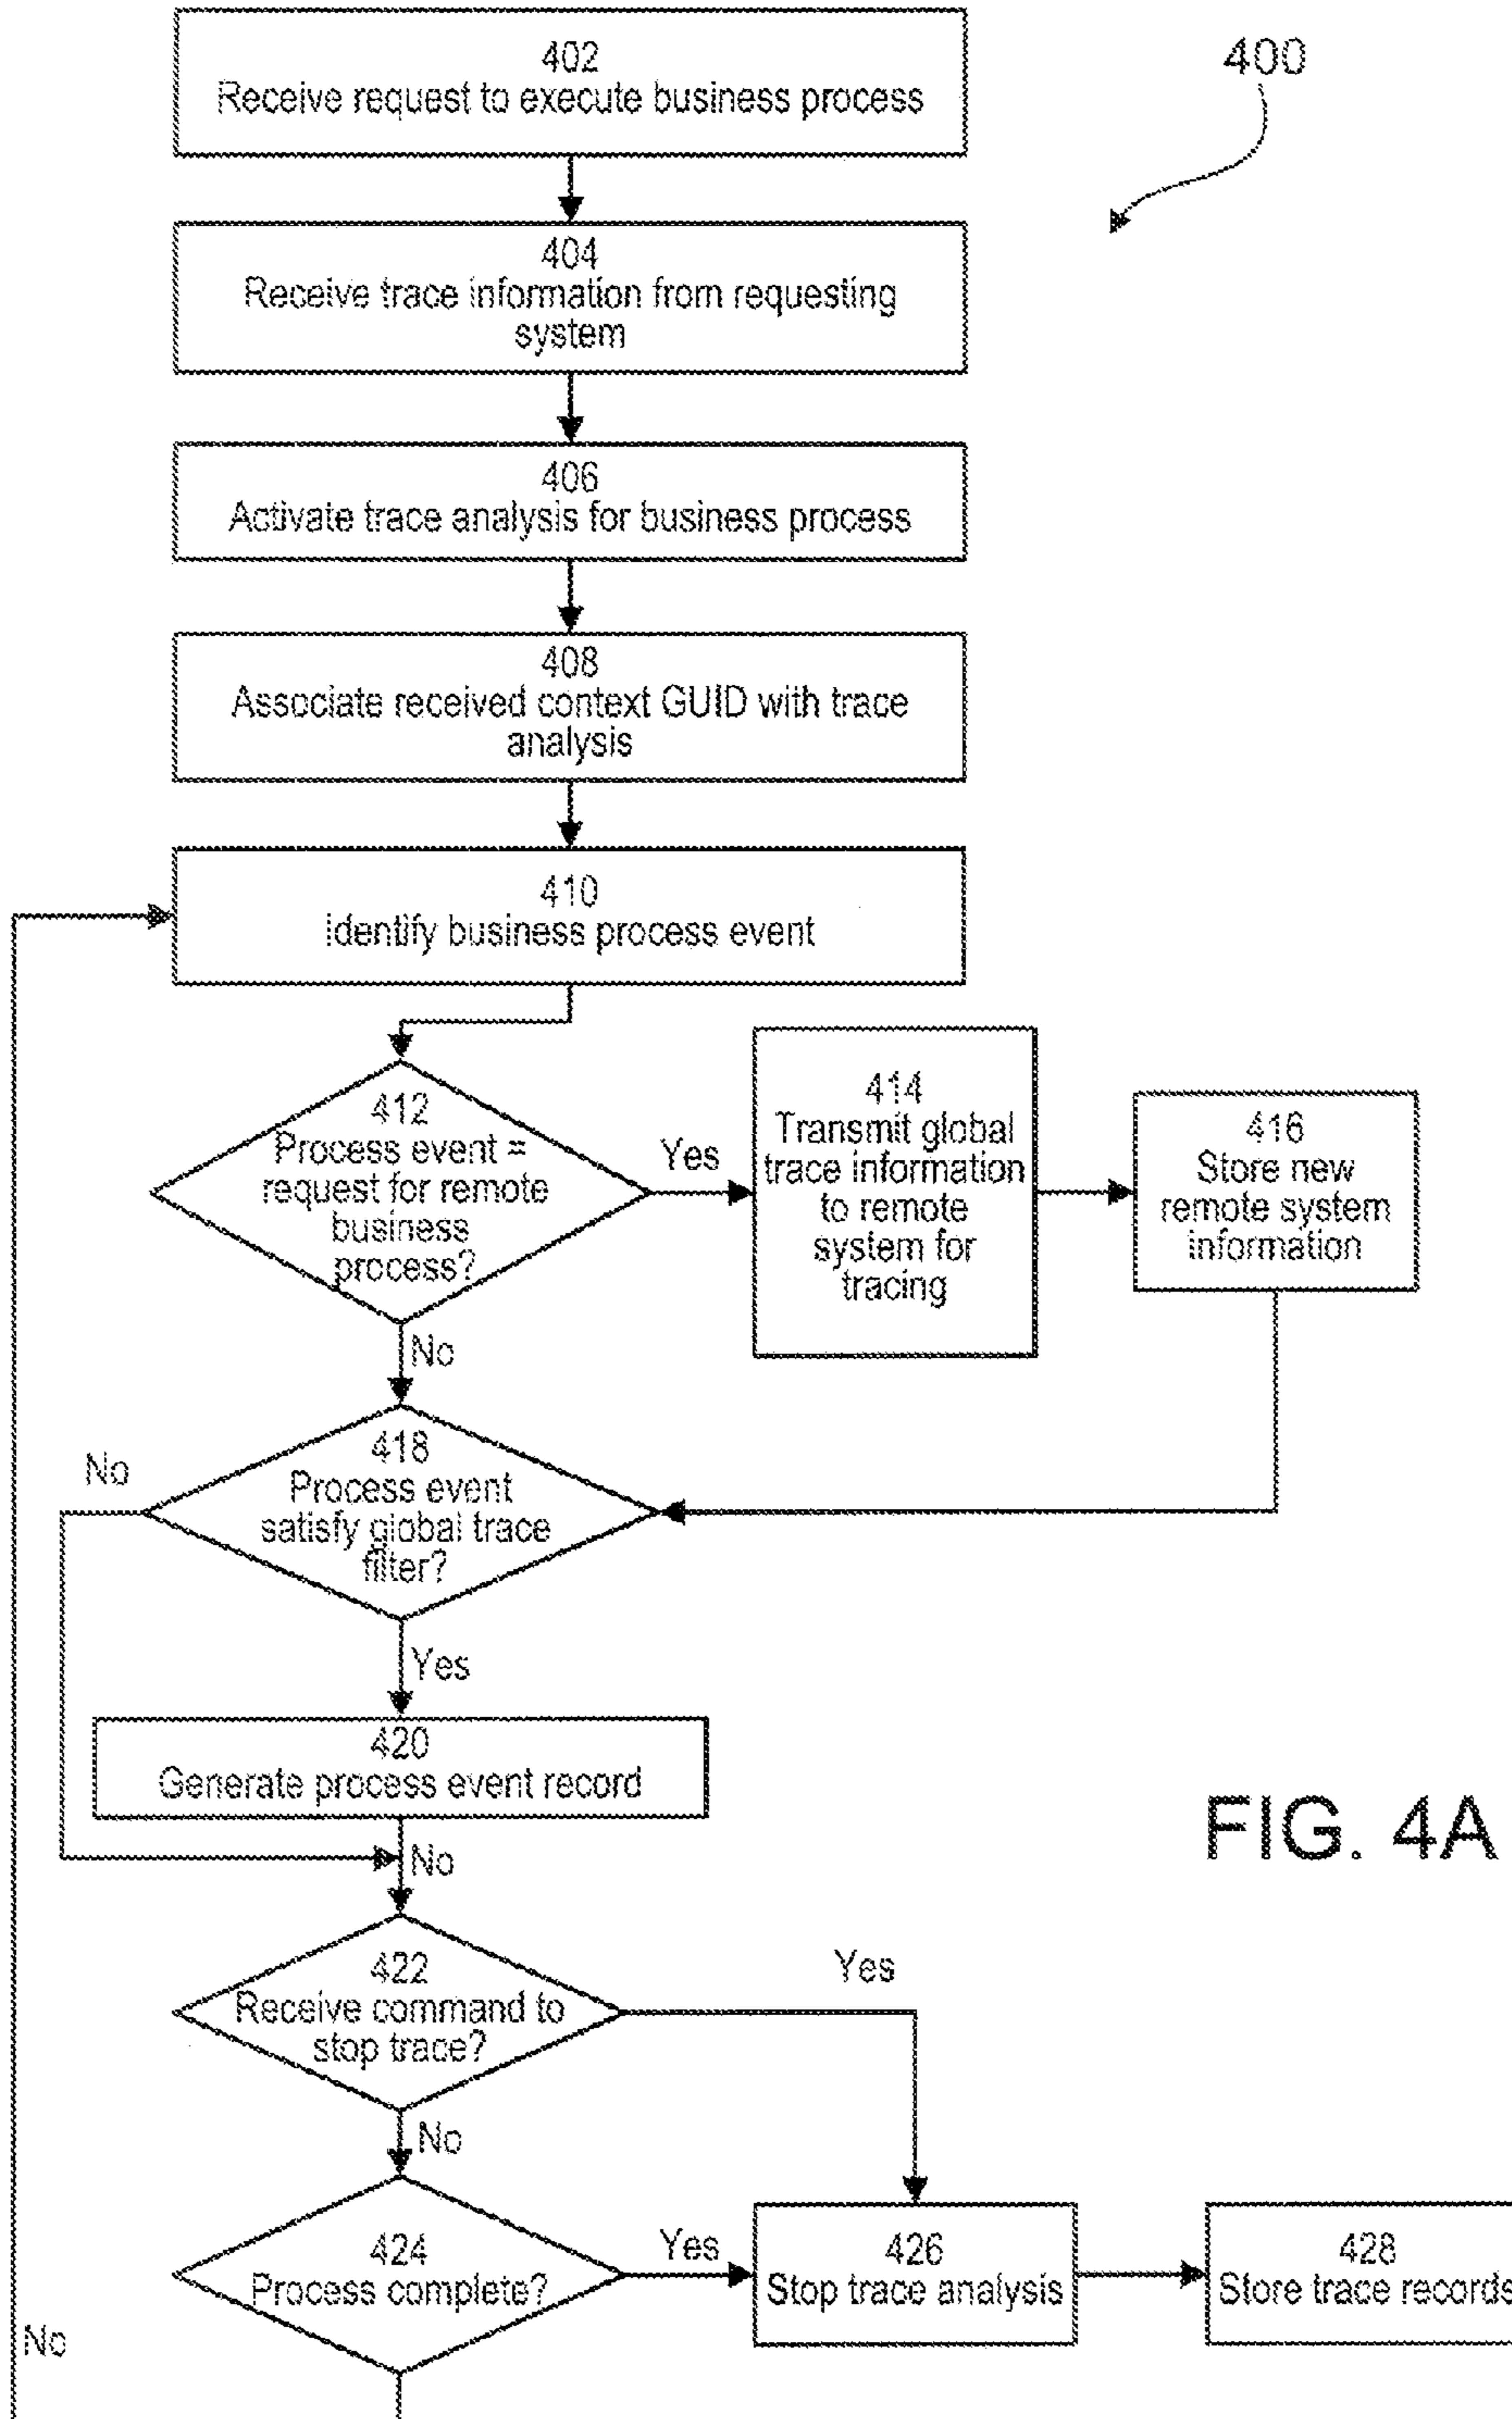 400
402
Receive request to execute business process
404
Receive trace information from requesting
system
406
Activate trace analysis for business process
408
Associate received context GUID with trace
analysis
410
Identify business process event
412
Process event =
request for remote
business
process?
Yes
414
Transmit global
trace information
to remote
system for
tracing
416
Store new
remote system
information
No
418
Process event
satisfy global trace
filter?
No
Yes
420
Generate process event record
No
FIG. 4A
422
Receive command to
stop trace?
Yes
No
424
Process complete?
Yes
426
Stop trace analysis
428
Store trace records
No